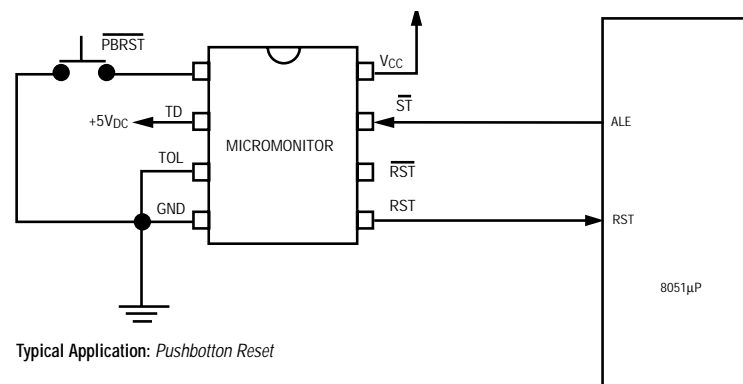 PBRST
VCC
TD
ST
+5VDC
ALE
MICROMONITOR
TOL
RST
RST
GND
RST
8051µP
Typical Application: Pushbotton Reset